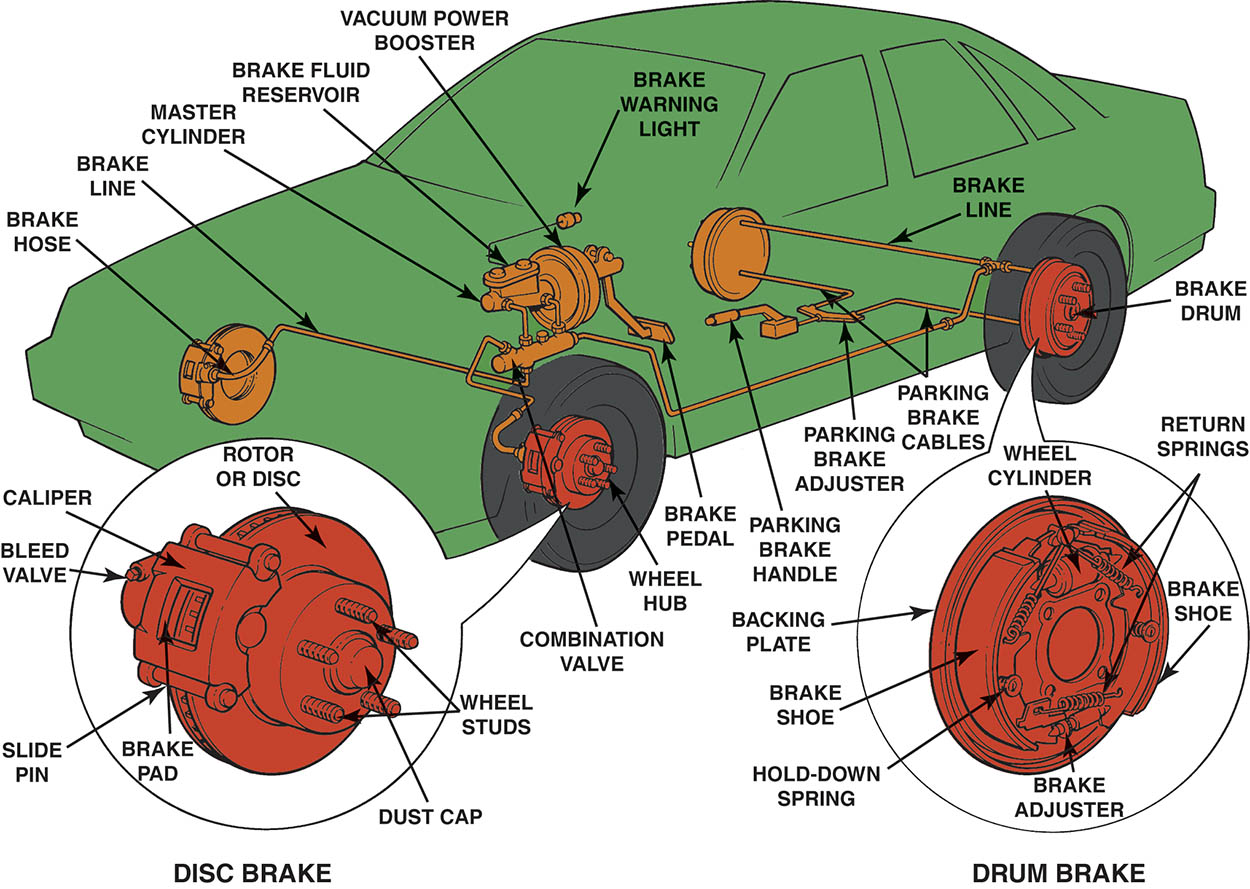 VACUUM POWER
BOOSTER
BRAKE FLUID
RESERVOIR
BRAKE
WARNING
LIGHT
MASTER
CYLINDER
BRAKE
LINE
BRAKE
HOSE
BRAKE
LINE
BRAKE
DRUM
PARKING
BRAKE
CABLES
PARKING
BRAKE
ADJUSTER
RETURN
SPRINGS
WHEEL
CYLINDER
ROTOR
OR DISC
CALIPER
BLEED
VALVE
BRAKE
PEDAL
PARKING
BRAKE
HANDLE
WHEEL
HUB
COMBINATION
VALVE
BACKING
PLATE
BRAKE
SHOE
BRAKE
SHOE
WHEEL
STUDS
SLIDE
PIN
BRAKE
PAD
DUST CAP
HOLD-DOWN
SPRING
BRAKE
ADJUSTER
DISC BRAKE
DRUM BRAKE